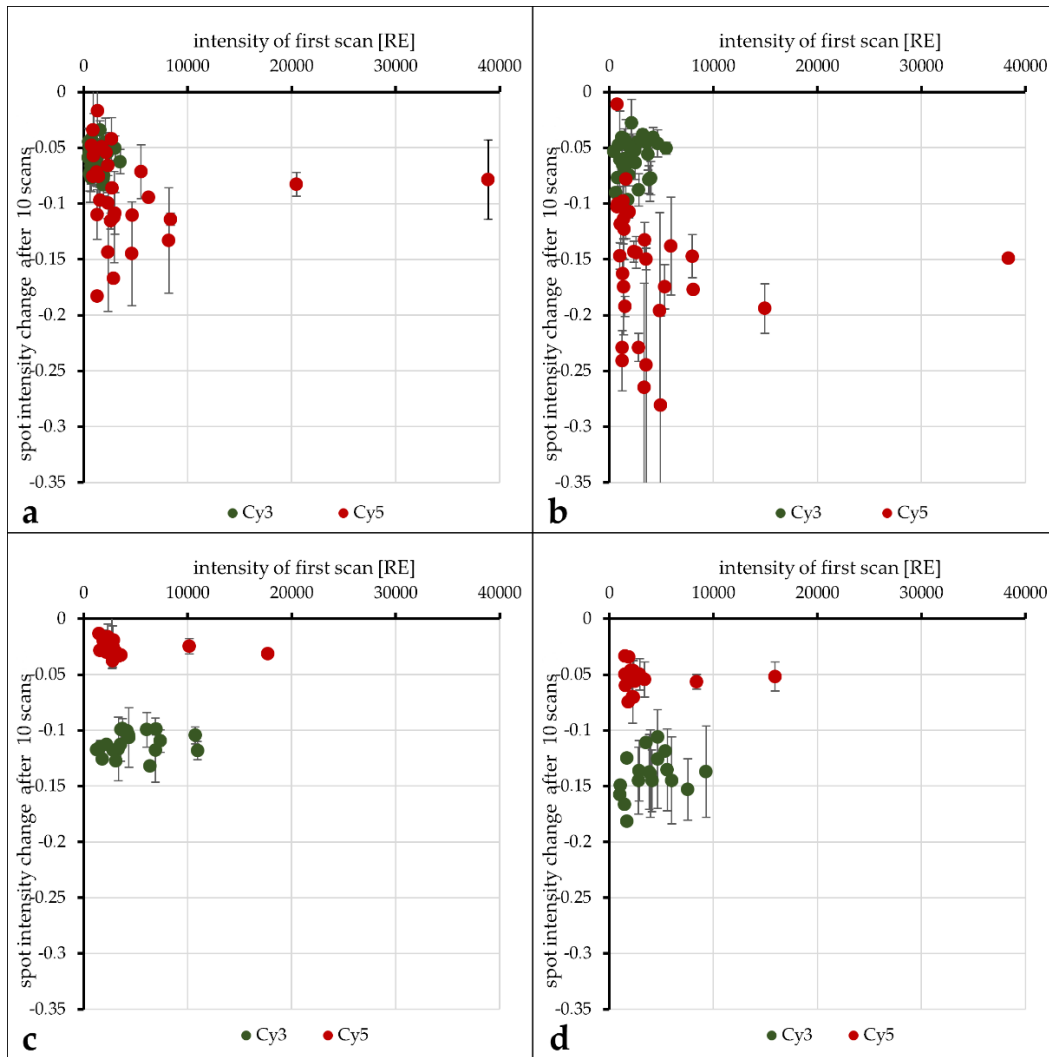 intensity of first scan [RE]
0 10000 20000 30000 40000
0
-0.05
-0.1
-0.15
-0.2
-0.25
-0.3
-0.35
spot intensity change after 10 scans
a
Cy3 Cy5
intensity of first scan [RE]
0 10000 20000 30000 40000
0
-0.05
-0.1
-0.15
-0.2
-0.25
-0.3
-0.35
spot intensity change after 10 scans
b
Cy3 Cy5
intensity of first scan [RE]
0 10000 20000 30000 40000
0
-0.05
-0.1
-0.15
-0.2
-0.25
-0.3
-0.35
spot intensity change after 10 scans
c
Cy3 Cy5
intensity of first scan [RE]
0 10000 20000 30000 40000
0
-0.05
-0.1
-0.15
-0.2
-0.25
-0.3
-0.35
spot intensity change after 10 scans
d
Cy3 Cy5